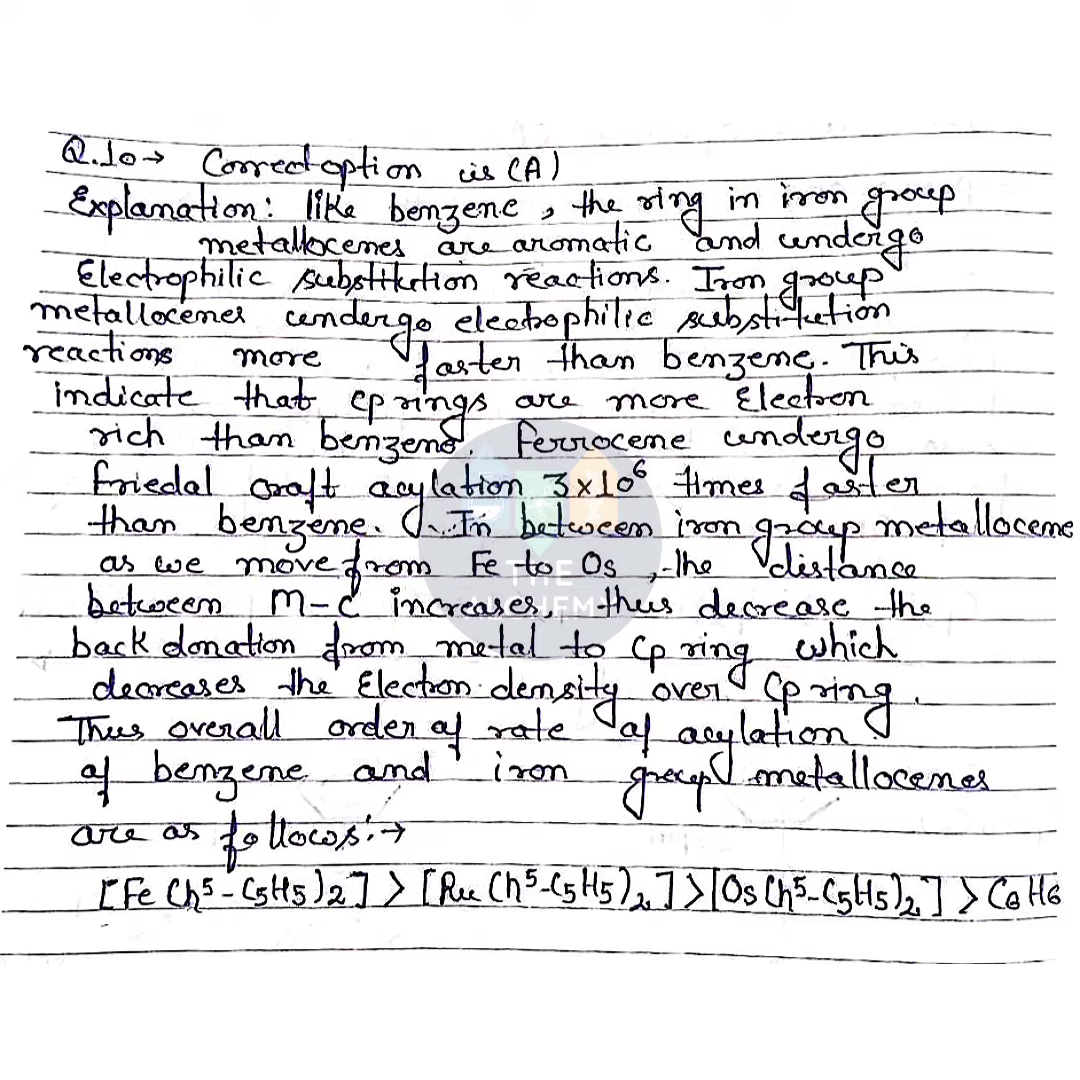 Q.10→ Correct option is (A)
Explanation: like benzene, the ring in iron group
metallocenes are aromatic and undergo
Electrophilic substitution reactions. Iron group
metallocenes undergo electrophilic substitution
reactions more faster than benzene. This
indicate that cp rings are more Electron
rich than benzene. Ferrocene undergo
friedal craft acylation 3×10⁶ times faster
than benzene. In between iron group metallocene
as we move from Fe to Os, the distance
between M-C increases, thus decrease the
back donation from metal to Cp ring which
decreases the Electron density over Cp ring.
Thus overall order of rate of acylation
of benzene and iron group metallocenes
are as follows:→
[Fe(h⁵-C₅H₅)₂] > [Ru(h⁵-C₅H₅)₂] > [Os(h⁵-C₅H₅)₂] > C₆H₆
THE